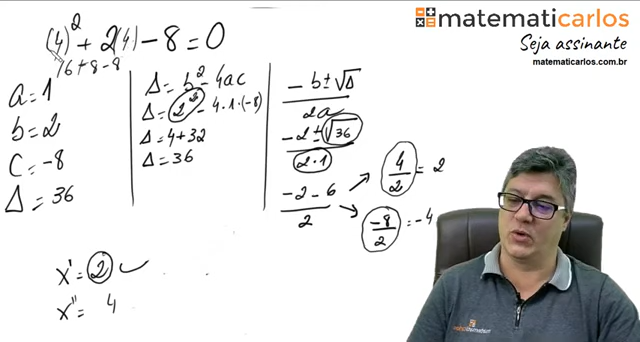 matematicarlos
Seja assinante
matematicarlos.com.br
(4)² + 2(4) - 8 = 0
16 + 8 - 8
a = 1
b = 2
c = -8
Δ = 36
Δ = b² - 4ac
Δ = 2² - 4·1·(-8)
Δ = 4 + 32
Δ = 36
-b ± √Δ
2a
-2 ± √36
2·1
-2 - 6
2
4/2 = 2
-8/2 = -4
x' = 2
x'' = 4